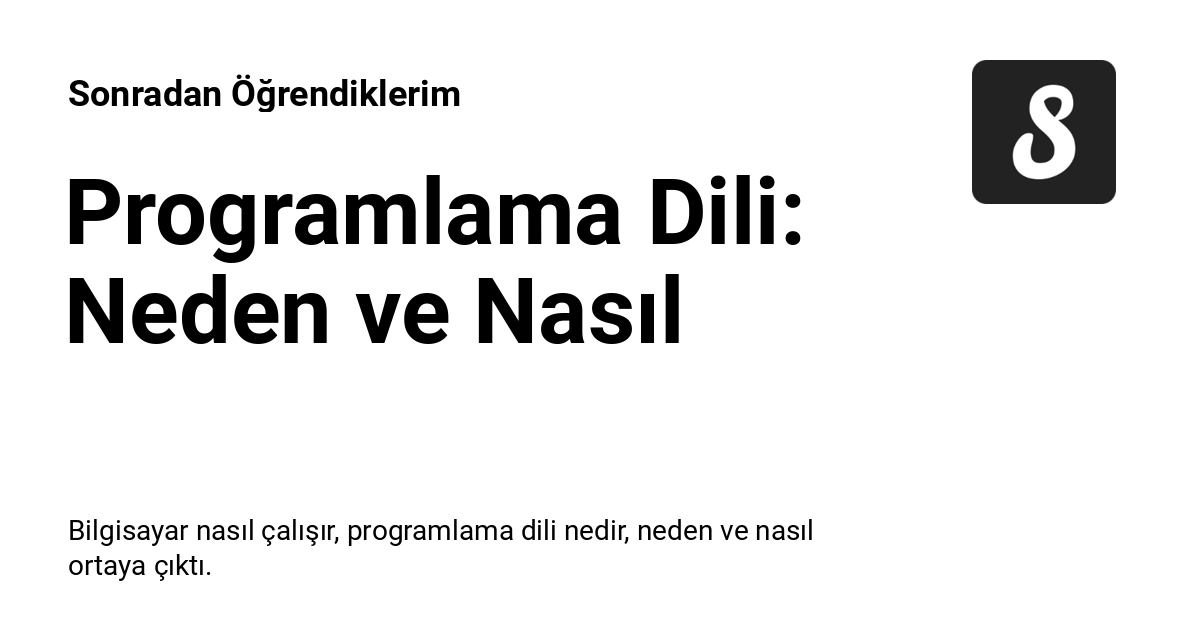 Sonradan Öğrendiklerim
S
Programlama Dili:
Neden ve Nasıl
Bilgisayar nasıl çalışır, programlama dili nedir, neden ve nasıl
ortaya çıktı.